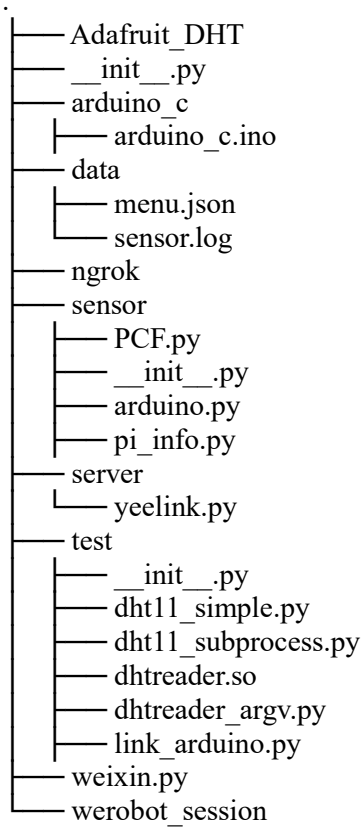 .
Adafruit_DHT
__init__.py
arduino_c
arduino_c.ino
data
menu.json
sensor.log
ngrok
sensor
PCF.py
__init__.py
arduino.py
pi_info.py
server
yeelink.py
test
__init__.py
dht11_simple.py
dht11_subprocess.py
dhtreader.so
dhtreader_argv.py
link_arduino.py
weixin.py
werobot_session